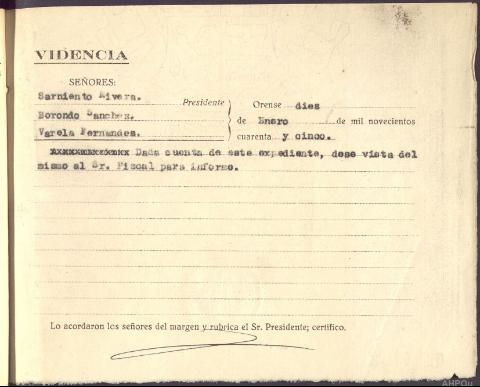 VIDENCIA
SEÑORES:
Sarmiento Rivera.
Presidente
Borondo Sanchez.
Varela Fernandez.
Orense dies
de Enero de mil novecientos
cuarenta y cinco.
xxxxxxxxxxxxx Dada cuenta de este expediente, dese vista del
mismo al Sr. Fiscal para informe.
Lo acordaron los señores del margen y rubrica el Sr. Presidente; certifico.
AHPOu